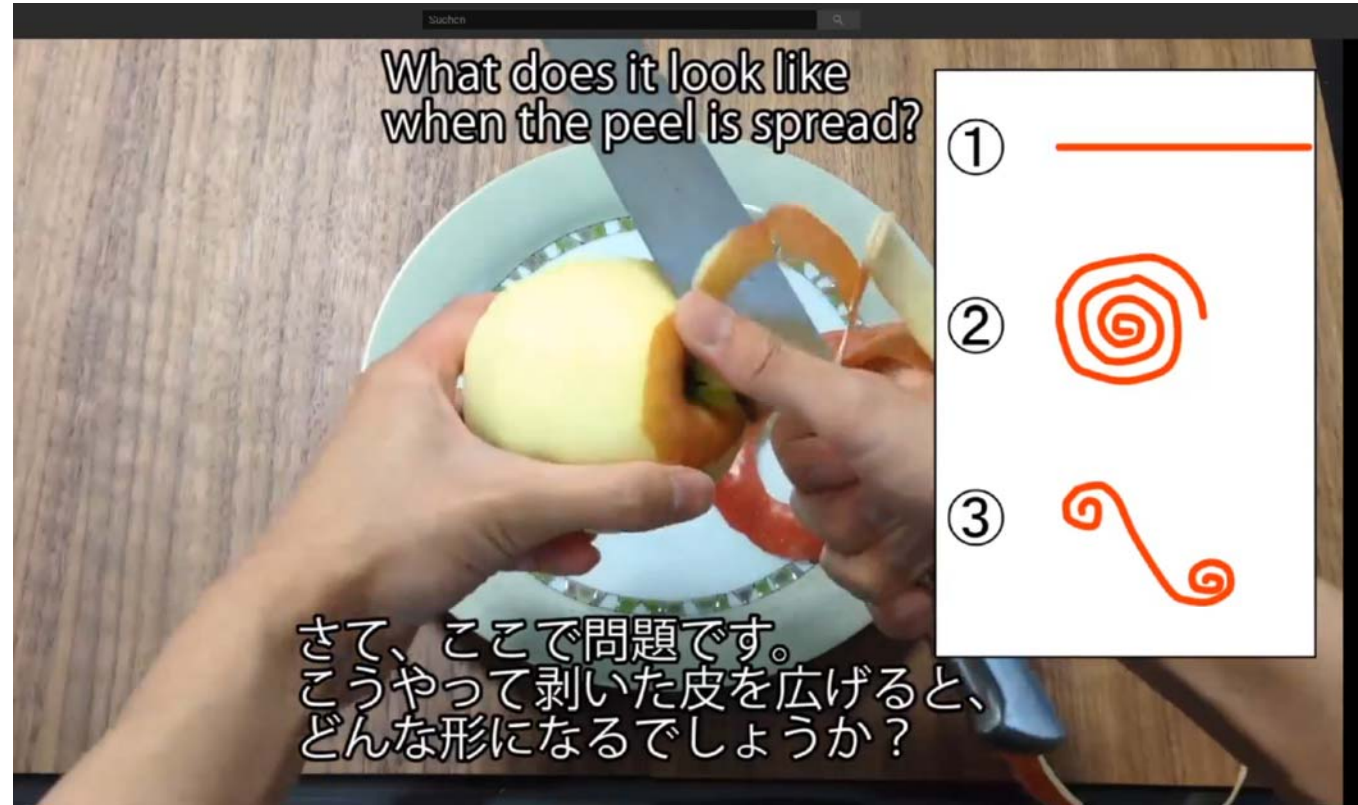 Suchen
What does it look like
when the peel is spread?
①
②
③
さて、ここで問題です。
こうやって剥いた皮を広げると、
どんな形になるでしょうか？